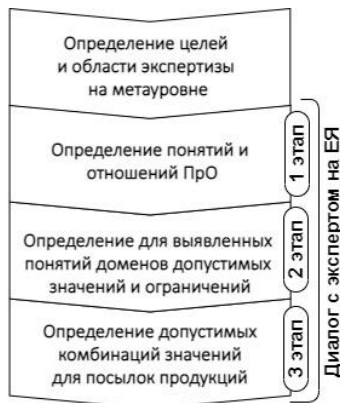 Определение целей
и области экспертизы
на метауровне
Определение понятий и
отношений ПрО
1 этап
Определение для выявленных
понятий доменов допустимых
значений и ограничений
2 этап
Определение допустимых
комбинаций значений
для посылок продукций
3 этап
Диалог с экспертом на ЕЯ